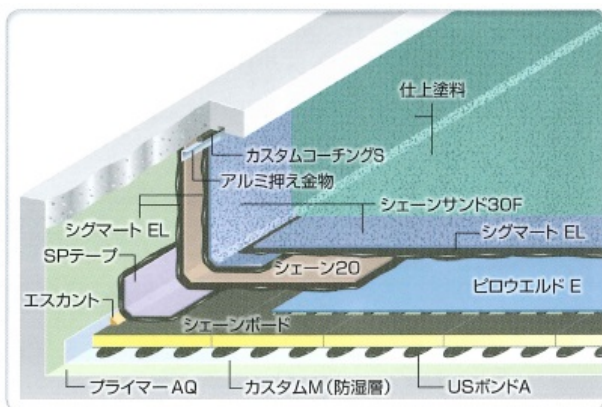 仕上塗料
カスタムコーチングS
アルミ押え金物
シェーンサンド30F
シグマート EL
シグマート EL
SPテープ
シェーン20
ピロウエルド E
エスカント
シェーンボード
プライマー AQ
カスタムM(防湿層)
USボンドA